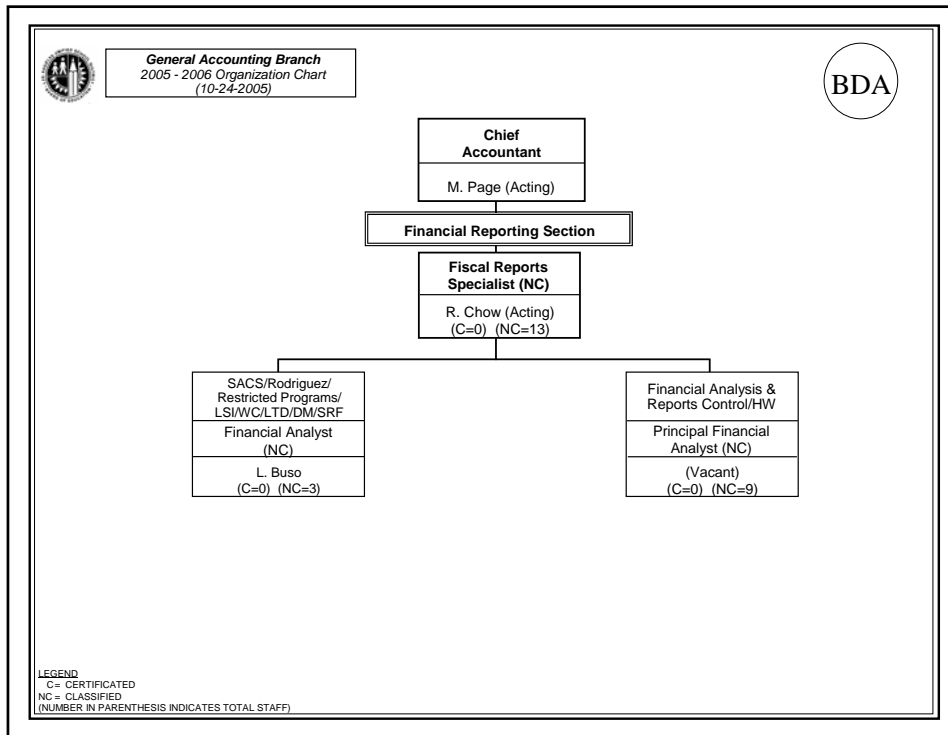 General Accounting Branch
2005 - 2006 Organization Chart
(10-24-2005)
BDA
Chief
Accountant
M. Page (Acting)
Financial Reporting Section
Fiscal Reports
Specialist (NC)
R. Chow (Acting)
(C=0) (NC=13)
SACS/Rodriguez/
Restricted Programs/
LSI/WC/LTD/DM/SRF
Financial Analyst
(NC)
L. Buso
(C=0) (NC=3)
Financial Analysis &
Reports Control/HW
Principal Financial
Analyst (NC)
(Vacant)
(C=0) (NC=9)
LEGEND
C= CERTIFICATED
NC = CLASSIFIED
(NUMBER IN PARENTHESIS INDICATES TOTAL STAFF)